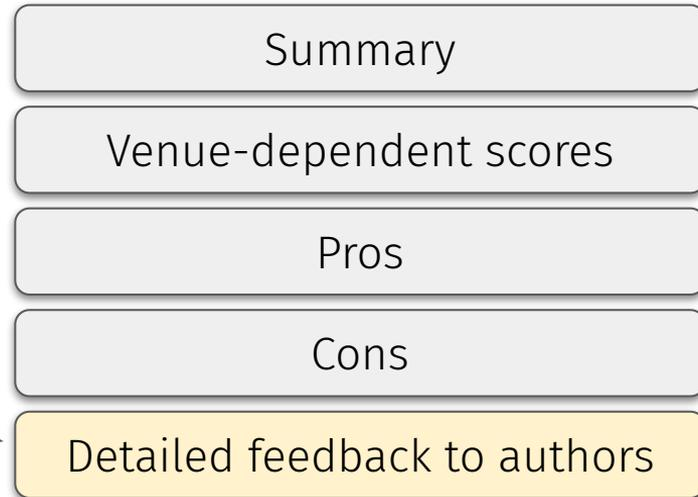 Summary
Venue-dependent scores
Pros
Cons
Detailed feedback to authors